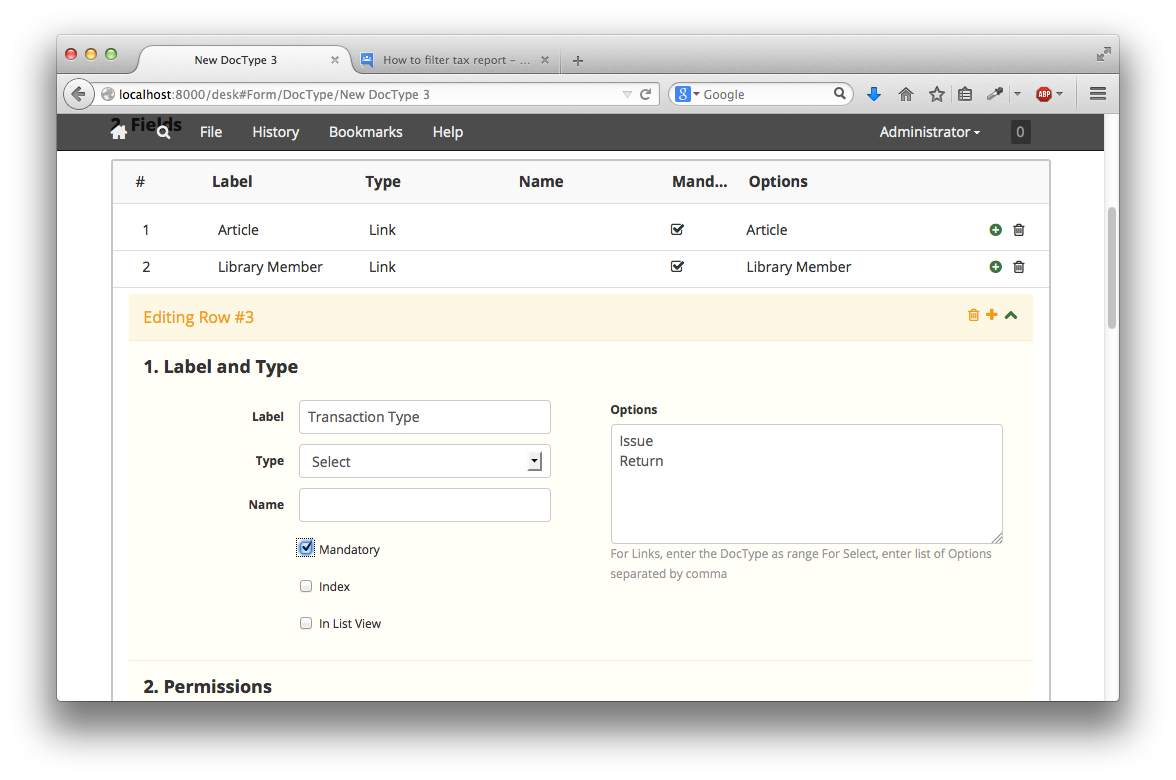 New DocType 3
How to filter tax report – ...
localhost:8000/desk#Form/DocType/New DocType 3
Google
ABP
2. Fields
File History Bookmarks Help Administrator 0
# Label Type Name Mand... Options
1 Article Link Article
2 Library Member Link Library Member
Editing Row #3
1. Label and Type
Label Transaction Type
Type Select
Name
Mandatory
Index
In List View
Options
Issue
Return
For Links, enter the DocType as range For Select, enter list of Options
separated by comma
2. Permissions